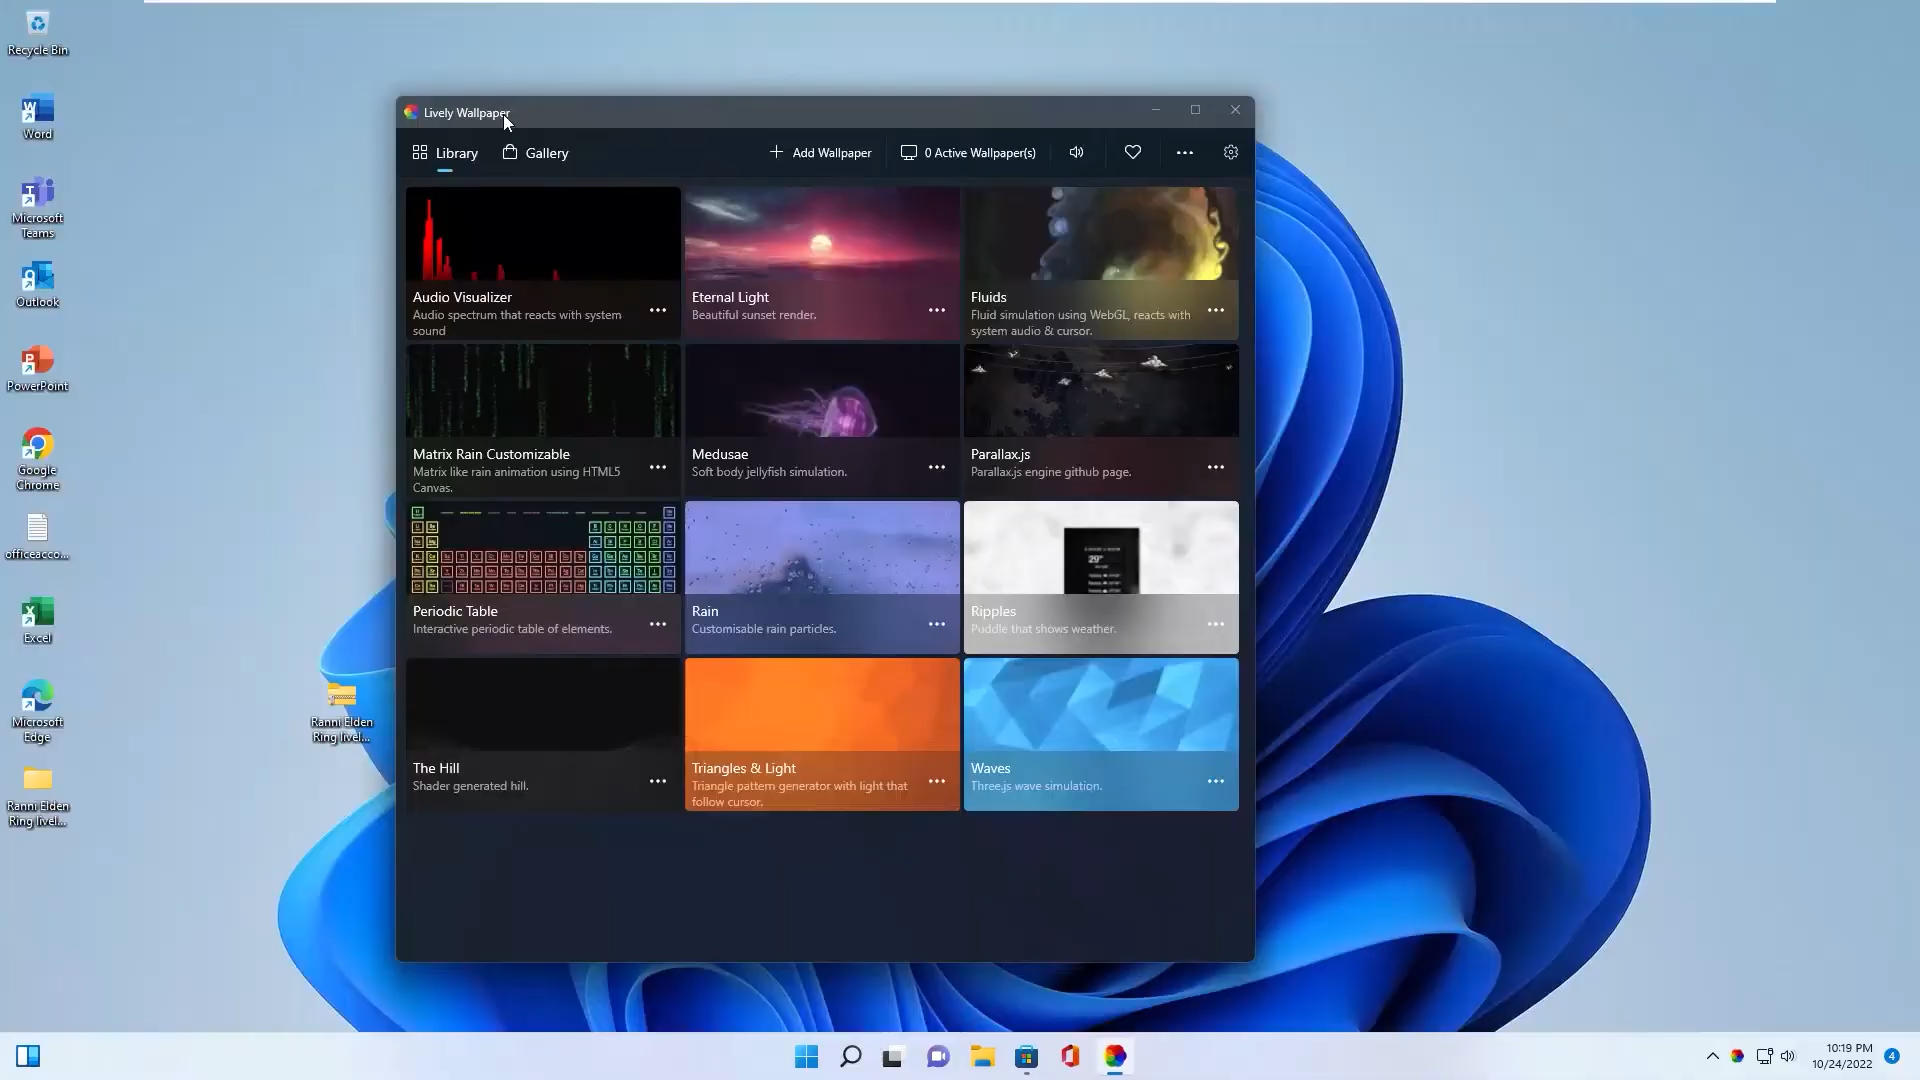 Recycle Bin
Word
Microsoft
Teams
Outlook
PowerPoint
Google
Chrome
officeacco...
Excel
Microsoft
Edge
Ranni Elden
Ring livel...
Ranni Elden
Ring livel...
Lively Wallpaper
Library
Gallery
Add Wallpaper
0 Active Wallpaper(s)
Audio Visualizer
Audio spectrum that reacts with system
sound
Eternal Light
Beautiful sunset render.
Fluids
Fluid simulation using WebGL, reacts with
system audio & cursor.
Matrix Rain Customizable
Matrix like rain animation using HTML5
Canvas.
Medusae
Soft body jellyfish simulation.
Parallax.js
Parallax.js engine github page.
Periodic Table
Interactive periodic table of elements.
Rain
Customisable rain particles.
29°
Ripples
Puddle that shows weather.
The Hill
Shader generated hill.
Triangles & Light
Triangle pattern generator with light that
follow cursor.
Waves
Three.js wave simulation.
10:19 PM
10/24/2022
4